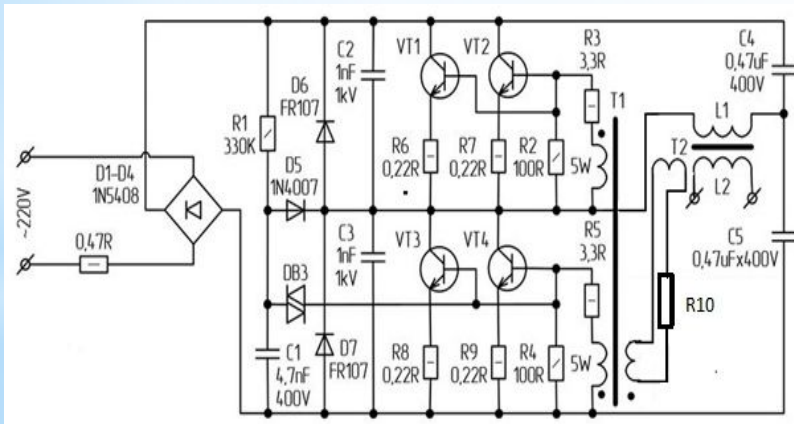 ~220V
0,47R
D1-D4
1N5408
R1
330K
D6
FR107
D5
1N4007
DB3
C1
4,7nF
400V
D7
FR107
C2
1nF
1kV
C3
1nF
1kV
VT1
VT2
R6
0,22R
R7
0,22R
R2
100R
R3
3,3R
5W
T1
VT3
VT4
R8
0,22R
R9
0,22R
R4
100R
R5
3,3R
5W
T2
L1
L2
R10
C4
0,47uF
400V
C5
0,47uFx400V